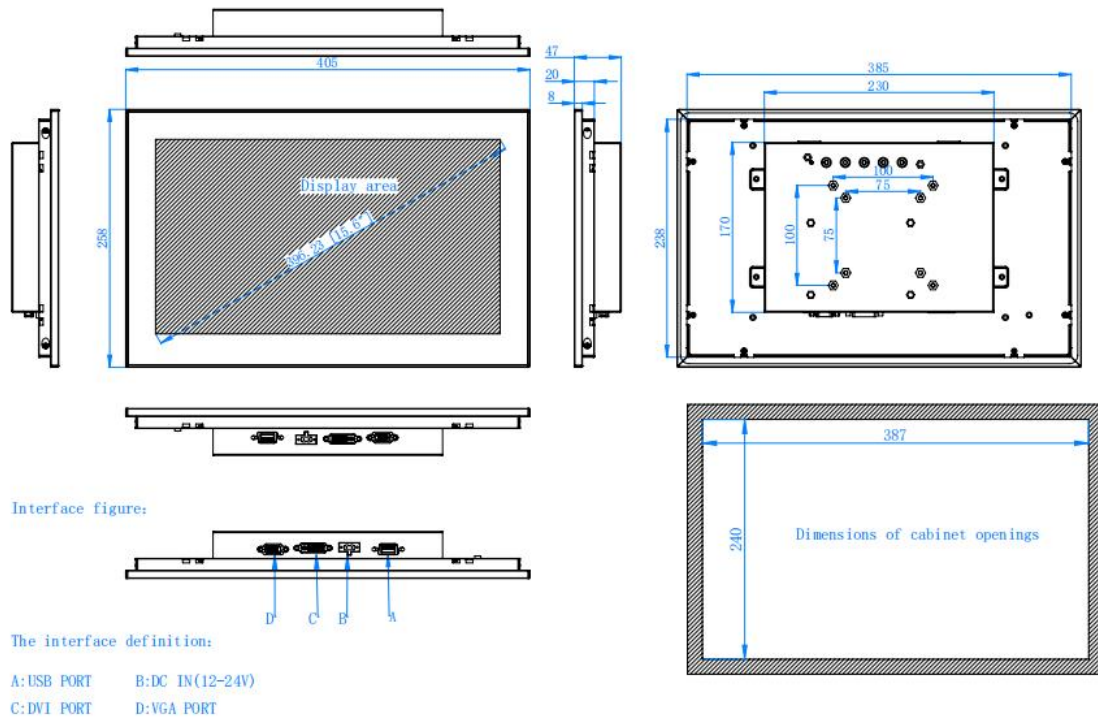 405
47
20
8
385
230
258
Display area
396.23 [15.6"]
238
170
100
75
100
75
387
240
Dimensions of cabinet openings
Interface figure:
D C B A
The interface definition:
A:USB PORT B:DC IN(12-24V)
C:DVI PORT D:VGA PORT